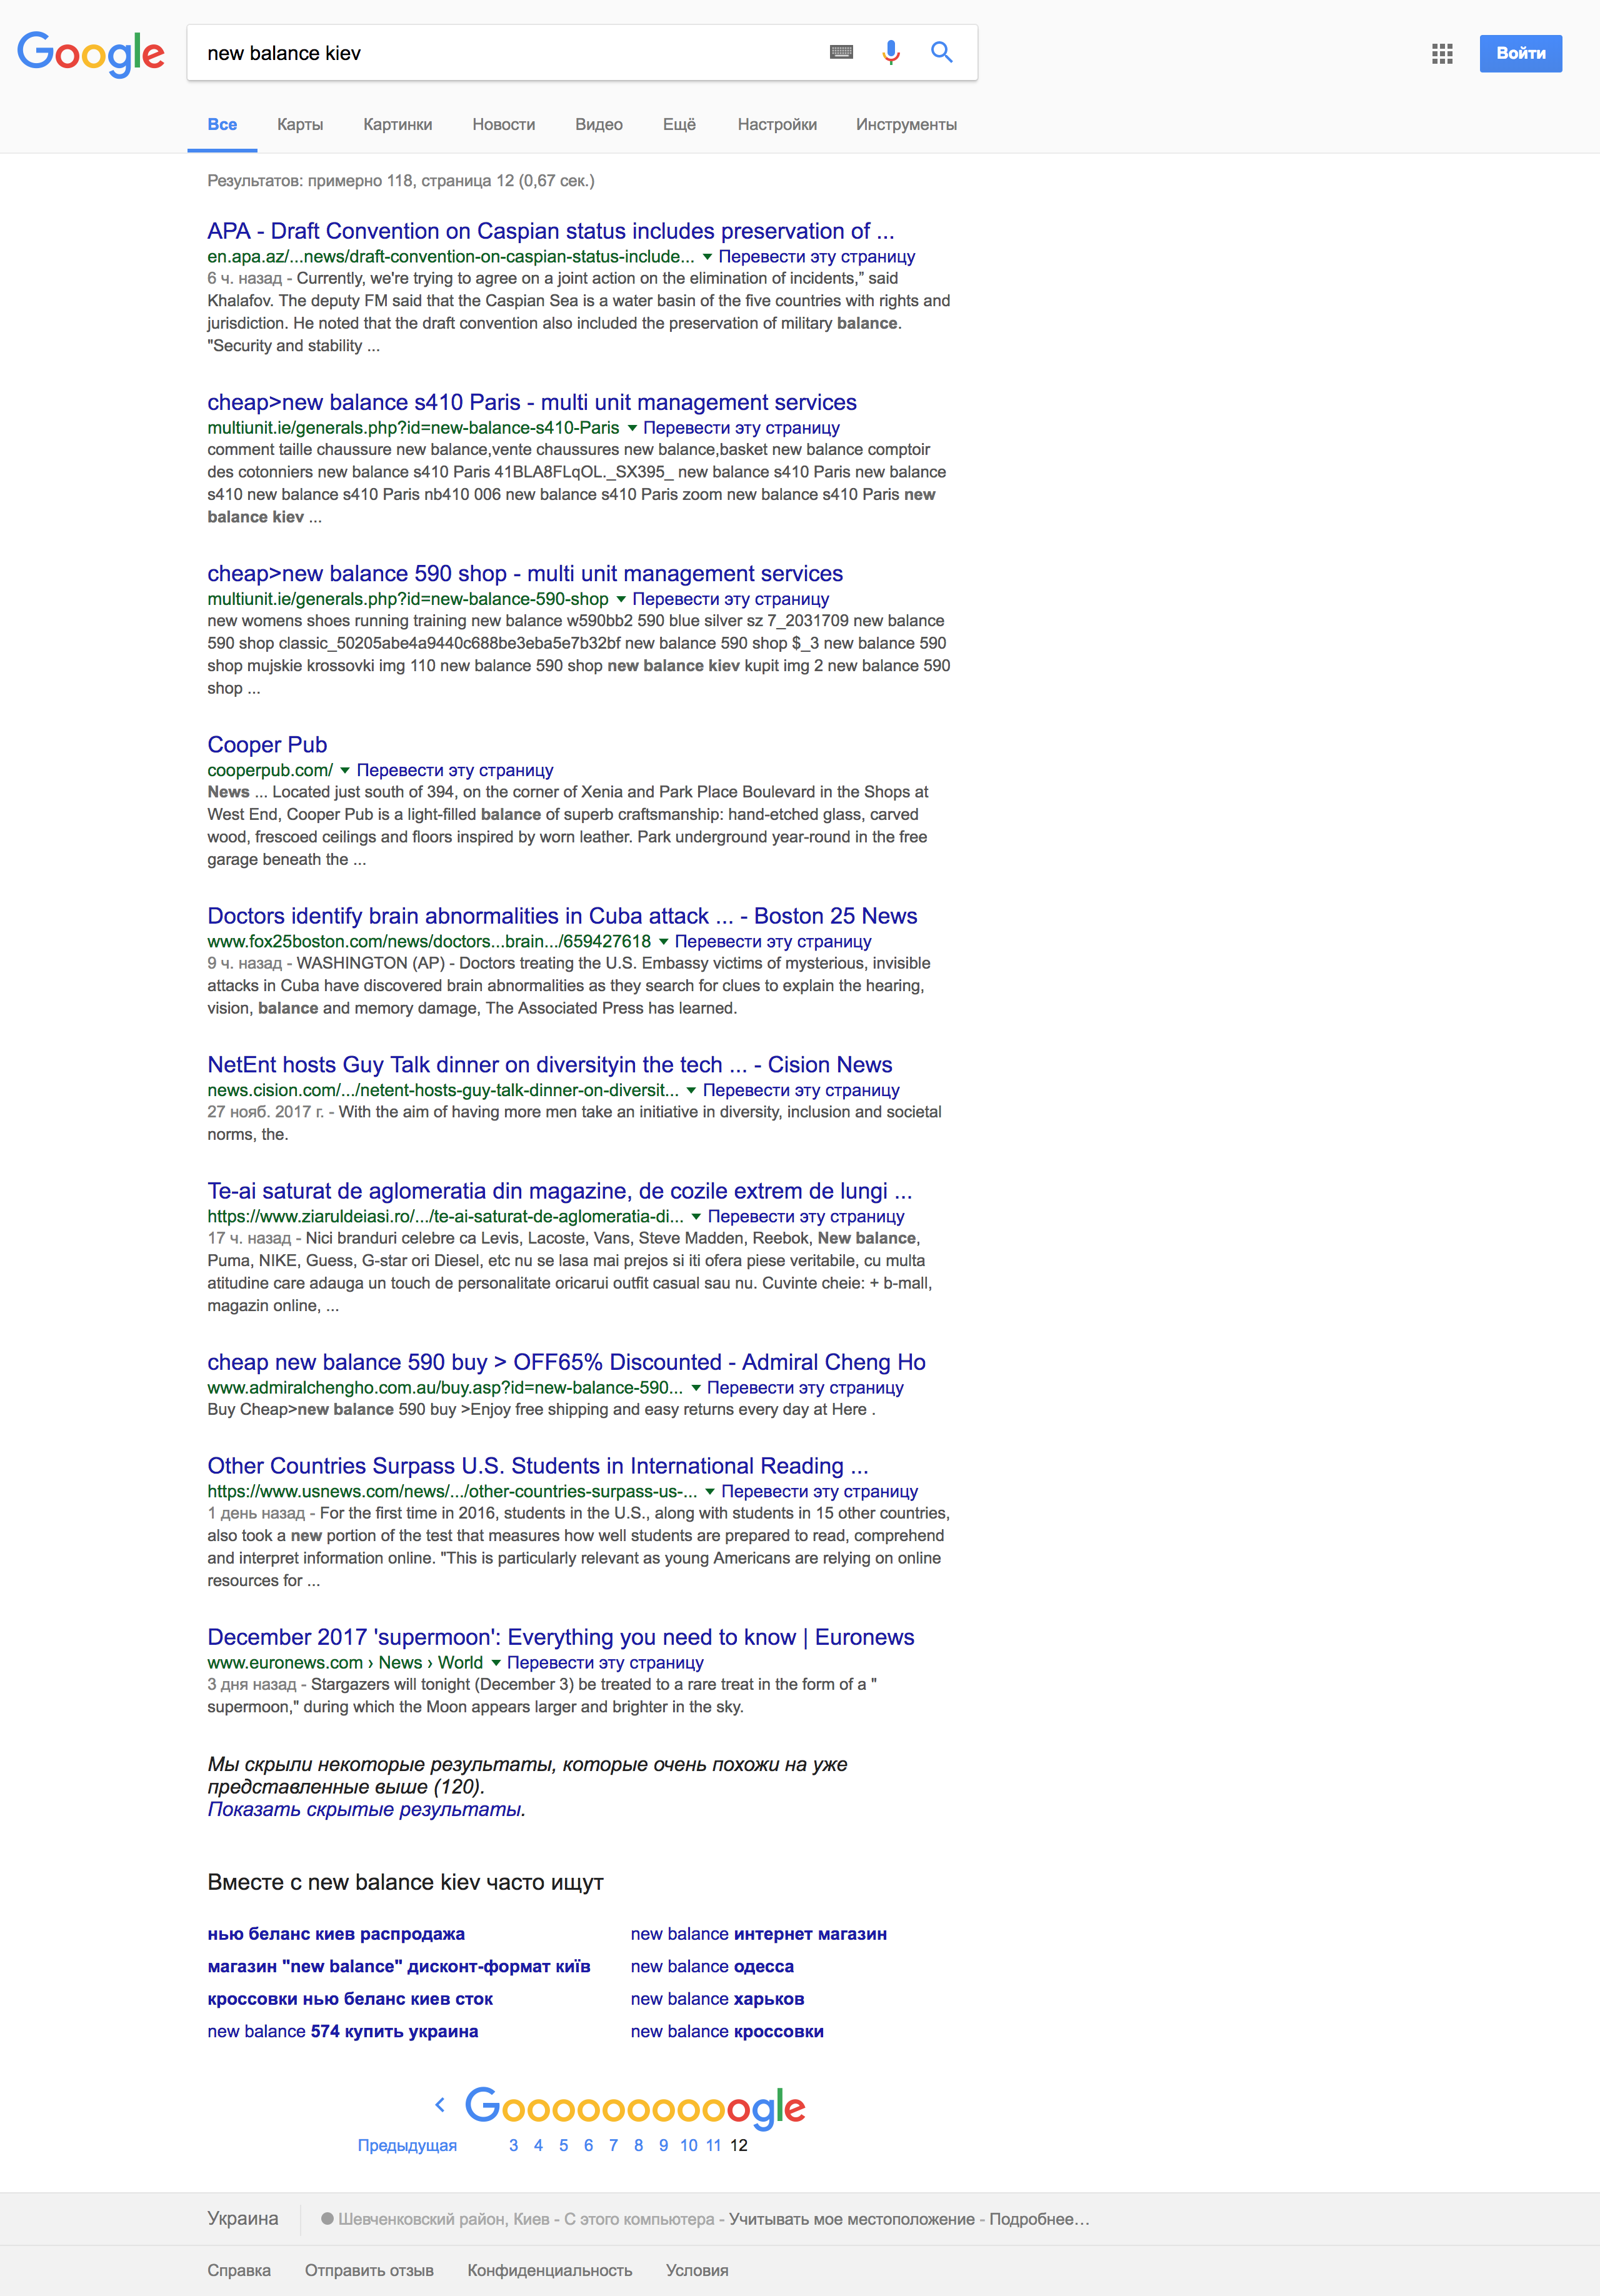 Google
new balance kiev
Войти
Все Карты Картинки Новости Видео Ещё Настройки Инструменты
Результатов: примерно 118, страница 12 (0,67 сек.)
APA - Draft Convention on Caspian status includes preservation of ...
en.apa.az/...news/draft-convention-on-caspian-status-include... Перевести эту страницу
6 ч. назад - Currently, we're trying to agree on a joint action on the elimination of incidents,” said
Khalafov. The deputy FM said that the Caspian Sea is a water basin of the five countries with rights and
jurisdiction. He noted that the draft convention also included the preservation of military balance.
"Security and stability ...
cheap>new balance s410 Paris - multi unit management services
multiunit.ie/generals.php?id=new-balance-s410-Paris Перевести эту страницу
comment taille chaussure new balance,vente chaussures new balance,basket new balance comptoir
des cotonniers new balance s410 Paris 41BLA8FLqOL._SX395_ new balance s410 Paris new balance
s410 new balance s410 Paris nb410 006 new balance s410 Paris zoom new balance s410 Paris new
balance kiev ...
cheap>new balance 590 shop - multi unit management services
multiunit.ie/generals.php?id=new-balance-590-shop Перевести эту страницу
new womens shoes running training new balance w590bb2 590 blue silver sz 7_2031709 new balance
590 shop classic_50205abe4a9440c688be3eba5e7b32bf new balance 590 shop $_3 new balance 590
shop mujskie krossovki img 110 new balance 590 shop new balance kiev kupit img 2 new balance 590
shop ...
Cooper Pub
cooperpub.com/ Перевести эту страницу
News ... Located just south of 394, on the corner of Xenia and Park Place Boulevard in the Shops at
West End, Cooper Pub is a light-filled balance of superb craftsmanship: hand-etched glass, carved
wood, frescoed ceilings and floors inspired by worn leather. Park underground year-round in the free
garage beneath the ...
Doctors identify brain abnormalities in Cuba attack ... - Boston 25 News
www.fox25boston.com/news/doctors...brain.../659427618 Перевести эту страницу
9 ч. назад - WASHINGTON (AP) - Doctors treating the U.S. Embassy victims of mysterious, invisible
attacks in Cuba have discovered brain abnormalities as they search for clues to explain the hearing,
vision, balance and memory damage, The Associated Press has learned.
NetEnt hosts Guy Talk dinner on diversityin the tech ... - Cision News
news.cision.com/.../netent-hosts-guy-talk-dinner-on-diversit... Перевести эту страницу
27 нояб. 2017 г. - With the aim of having more men take an initiative in diversity, inclusion and societal
norms, the.
Te-ai saturat de aglomeratia din magazine, de cozile extrem de lungi ...
https://www.ziaruldeiasi.ro/.../te-ai-saturat-de-aglomeratia-di... Перевести эту страницу
17 ч. назад - Nici branduri celebre ca Levis, Lacoste, Vans, Steve Madden, Reebok, New balance,
Puma, NIKE, Guess, G-star ori Diesel, etc nu se lasa mai prejos si iti ofera piese veritabile, cu multa
atitudine care adauga un touch de personalitate oricarui outfit casual sau nu. Cuvinte cheie: + b-mall,
magazin online, ...
cheap new balance 590 buy > OFF65% Discounted - Admiral Cheng Ho
www.admiralchengho.com.au/buy.asp?id=new-balance-590... Перевести эту страницу
Buy Cheap>new balance 590 buy >Enjoy free shipping and easy returns every day at Here .
Other Countries Surpass U.S. Students in International Reading ...
https://www.usnews.com/news/.../other-countries-surpass-us-... Перевести эту страницу
1 день назад - For the first time in 2016, students in the U.S., along with students in 15 other countries,
also took a new portion of the test that measures how well students are prepared to read, comprehend
and interpret information online. "This is particularly relevant as young Americans are relying on online
resources for ...
December 2017 'supermoon': Everything you need to know | Euronews
www.euronews.com › News › World Перевести эту страницу
3 дня назад - Stargazers will tonight (December 3) be treated to a rare treat in the form of a "
supermoon," during which the Moon appears larger and brighter in the sky.
Мы скрыли некоторые результаты, которые очень похожи на уже
представленные выше (120).
Показать скрытые результаты.
Вместе с new balance kiev часто ищут
нью беланс киев распродажа new balance интернет магазин
магазин "new balance" дисконт-формат київ new balance одесса
кроссовки нью беланс киев сток new balance харьков
new balance 574 купить украина new balance кроссовки
Goooooooooogle
Предыдущая 3 4 5 6 7 8 9 10 11 12
Украина Шевченковский район, Киев - С этого компьютера - Учитывать мое местоположение - Подробнее…
Справка Отправить отзыв Конфиденциальность Условия